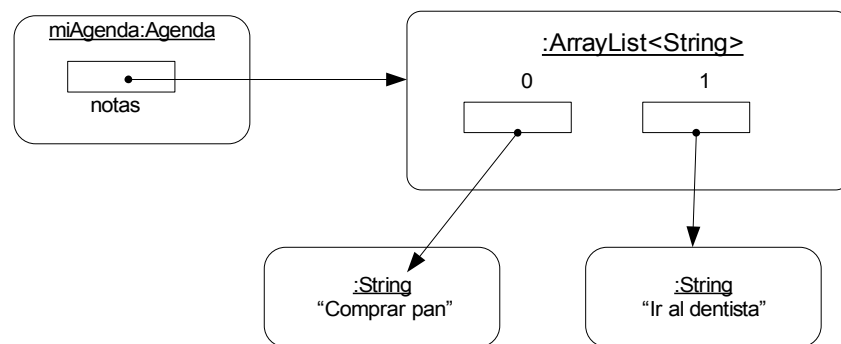 miAgenda:Agenda
notas
:ArrayList<String>
0 1
:String
“Comprar pan”
:String
“Ir al dentista”